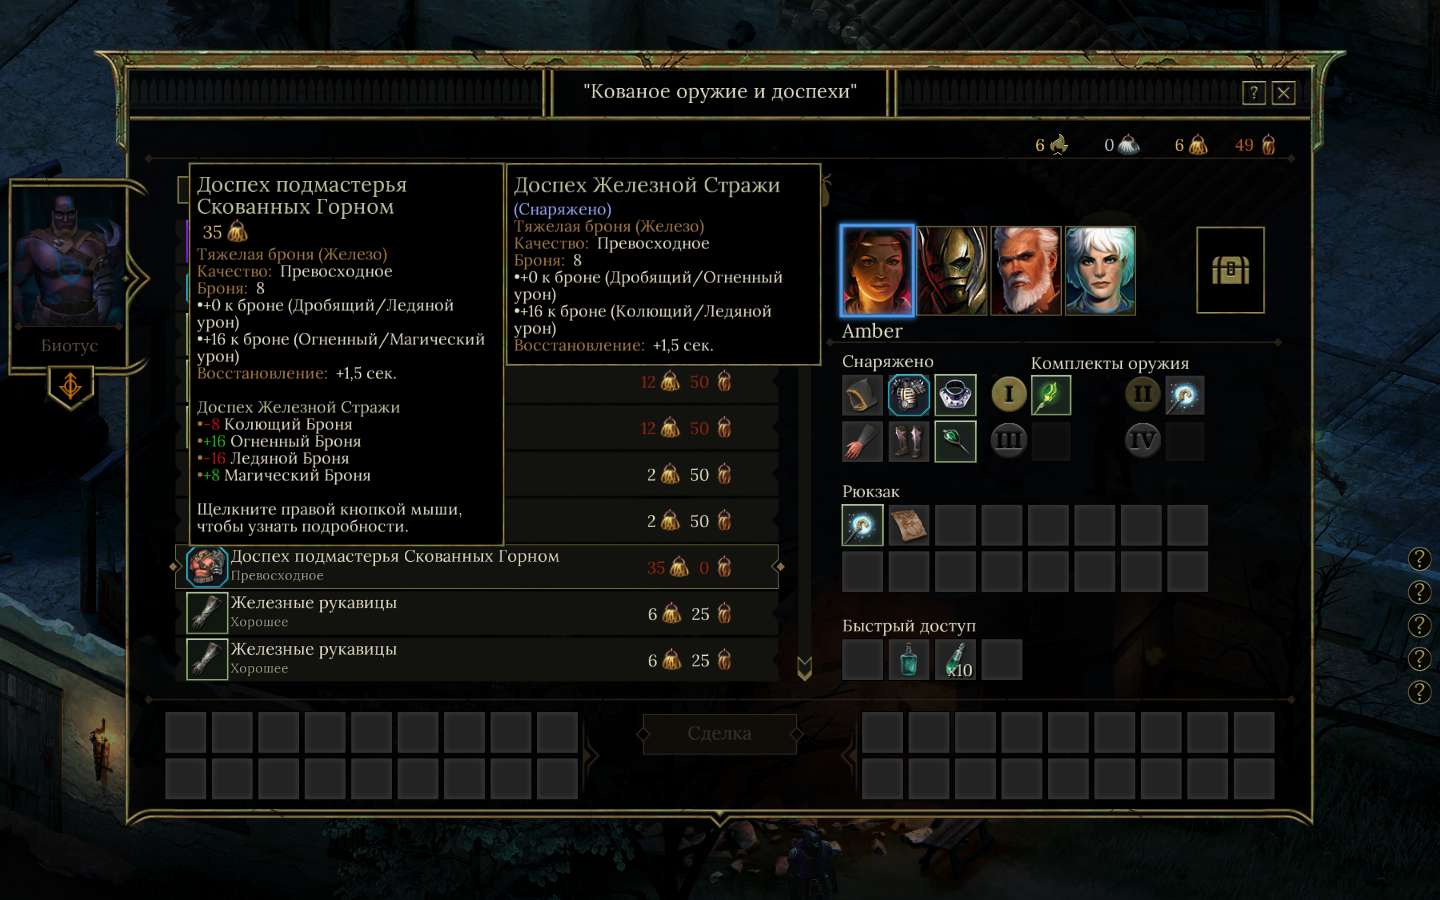 "Кованое оружие и доспехи"
?
6
0
6
49
Биотус
Доспех подмастерья
Скованных Горном
35
Тяжелая броня (Железо)
Качество: Превосходное
Броня: 8
•+0 к броне (Дробящий/Ледяной
урон)
•+16 к броне (Огненный/Магический
урон)
Восстановление: +1,5 сек.
Доспех Железной Стражи
•-8 Колющий Броня
•+16 Огненный Броня
•-16 Ледяной Броня
•+8 Магический Броня
Щелкните правой кнопкой мыши,
чтобы узнать подробности.
Доспех Железной Стражи
(Снаряжено)
Тяжелая броня (Железо)
Качество: Превосходное
Броня: 8
•+0 к броне (Дробящий/Огненный
урон)
•+16 к броне (Колющий/Ледяной
урон)
Восстановление: +1,5 сек.
12 50
12 50
2 50
2 50
Доспех подмастерья Скованных Горном
Превосходное
35 0
Железные рукавицы
Хорошее
6 25
Железные рукавицы
Хорошее
6 25
Amber
Снаряжено
Комплекты оружия
I
II
III
IV
Рюкзак
Быстрый доступ
x10
Сделка
?
?
?
?
?